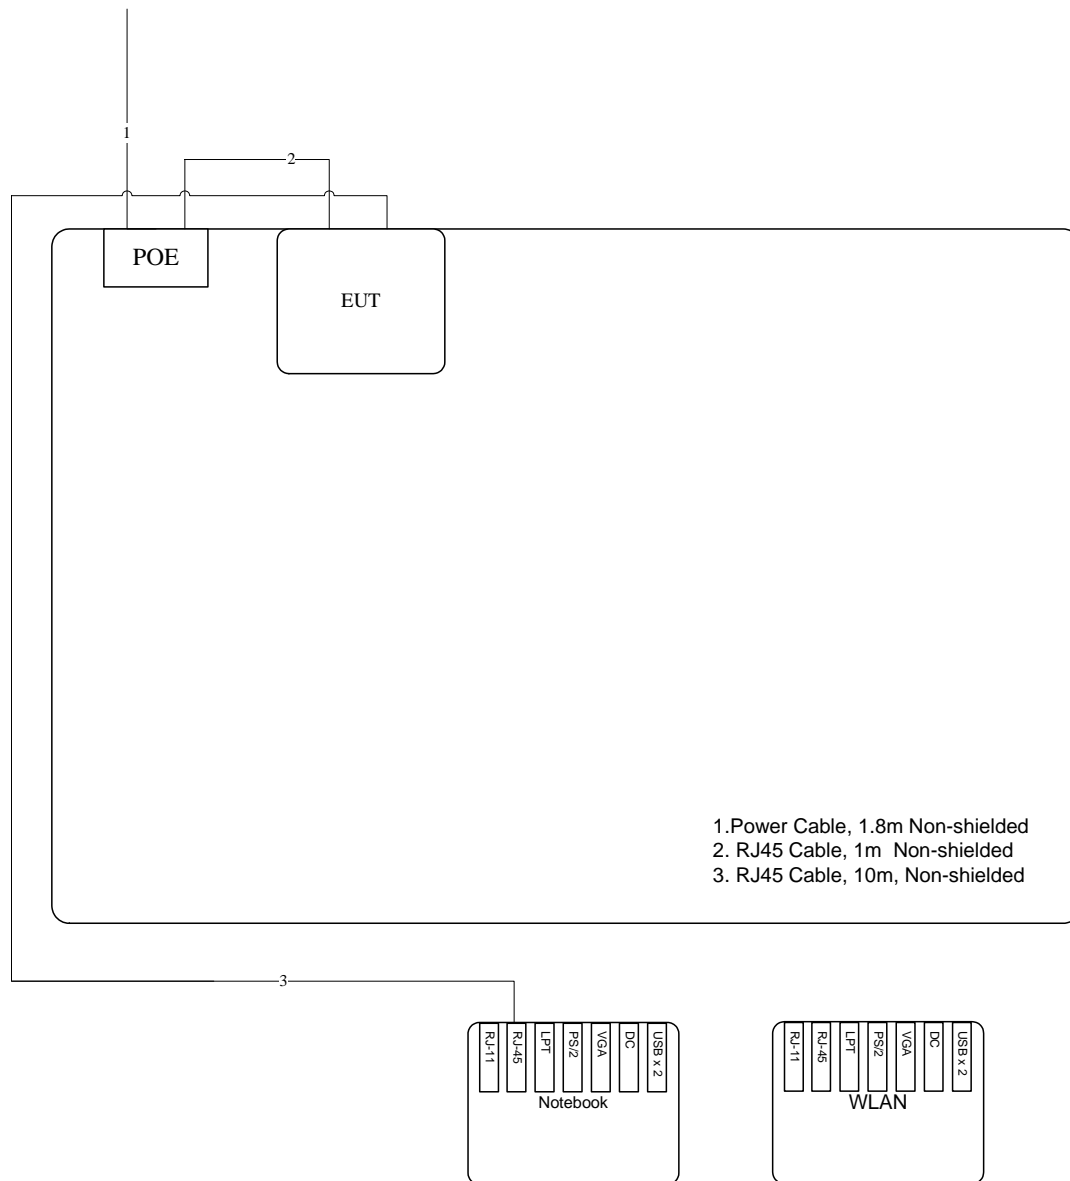 1
2
POE
EUT
1.Power Cable, 1.8m Non-shielded
2. RJ45 Cable, 1m  Non-shielded
3. RJ45 Cable, 10m, Non-shielded
3
RJ-11
RJ-45
LPT
PS/2
VGA
DC
USB x 2
Notebook
RJ-11
RJ-45
LPT
PS/2
VGA
DC
USB x 2
WLAN